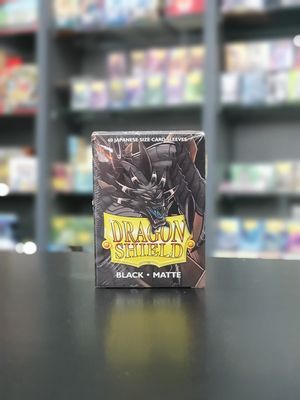 60 JAPANESE SIZE CARD SLEEVES
DRAGON
SHIELD
BLACK • MATTE